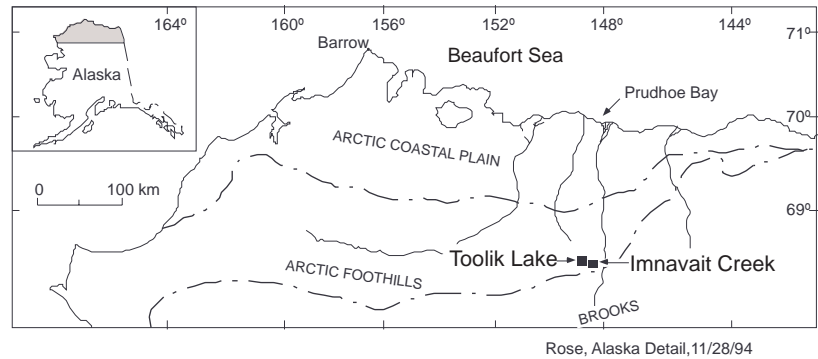 164º 160º 156º 152º 148º 144º
71º
Barrow
Beaufort Sea
Alaska
Prudhoe Bay
70º
ARCTIC COASTAL PLAIN
0 100 km
69º
Toolik Lake
Imnavait Creek
ARCTIC FOOTHILLS
BROOKS
Rose, Alaska Detail,11/28/94